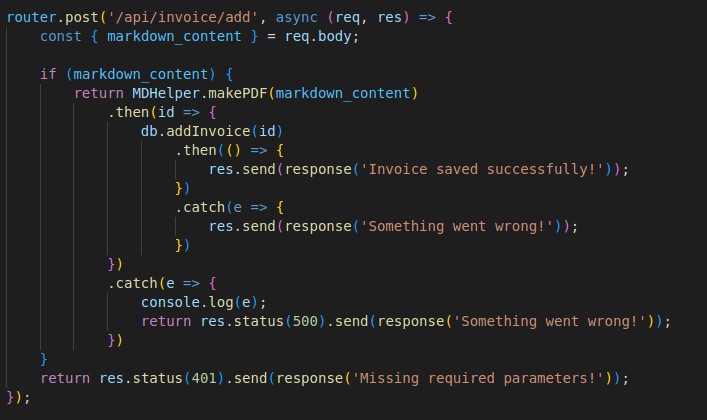 router.post('/api/invoice/add', async (req, res) => {
    const { markdown_content } = req.body;

    if (markdown_content) {
        return MDHelper.makePDF(markdown_content)
            .then(id => {
                db.addInvoice(id)
                    .then(() => {
                        res.send(response('Invoice saved successfully!'));
                    })
                    .catch(e => {
                        res.send(response('Something went wrong!'));
                    })
            })
            .catch(e => {
                console.log(e);
                return res.status(500).send(response('Something went wrong!'));
            })
    }
    return res.status(401).send(response('Missing required parameters!'));
});